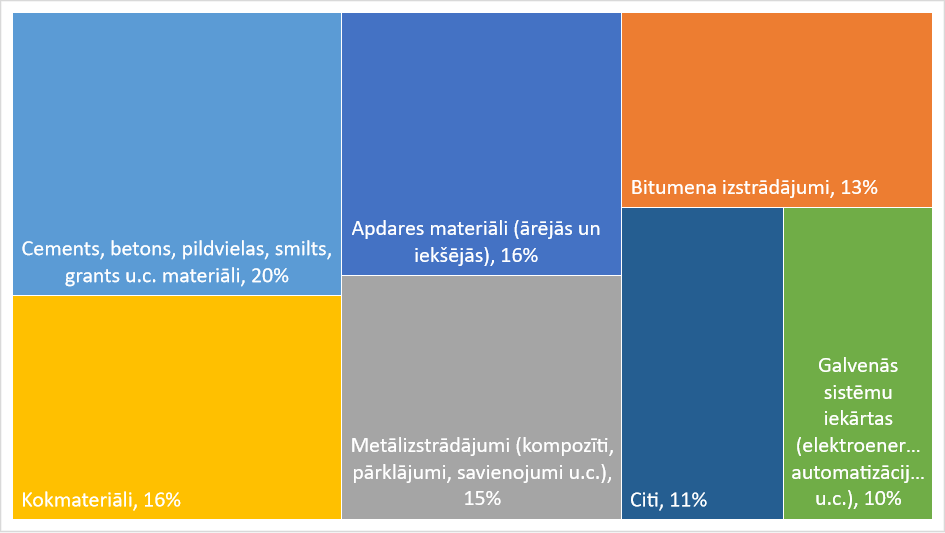 Cements, betons, pildvielas, smilts,
grants u.c. materiāli, 20%
Kokmateriāli, 16%
Apdares materiāli (ārējās un
iekšējās), 16%
Metālizstrādājumi (kompozīti,
pārklājumi, savienojumi u.c.),
15%
Bitumena izstrādājumi, 13%
Citi, 11%
Galvenās
sistēmu
iekārtas
(elektroener...
automatizācij...
u.c.), 10%